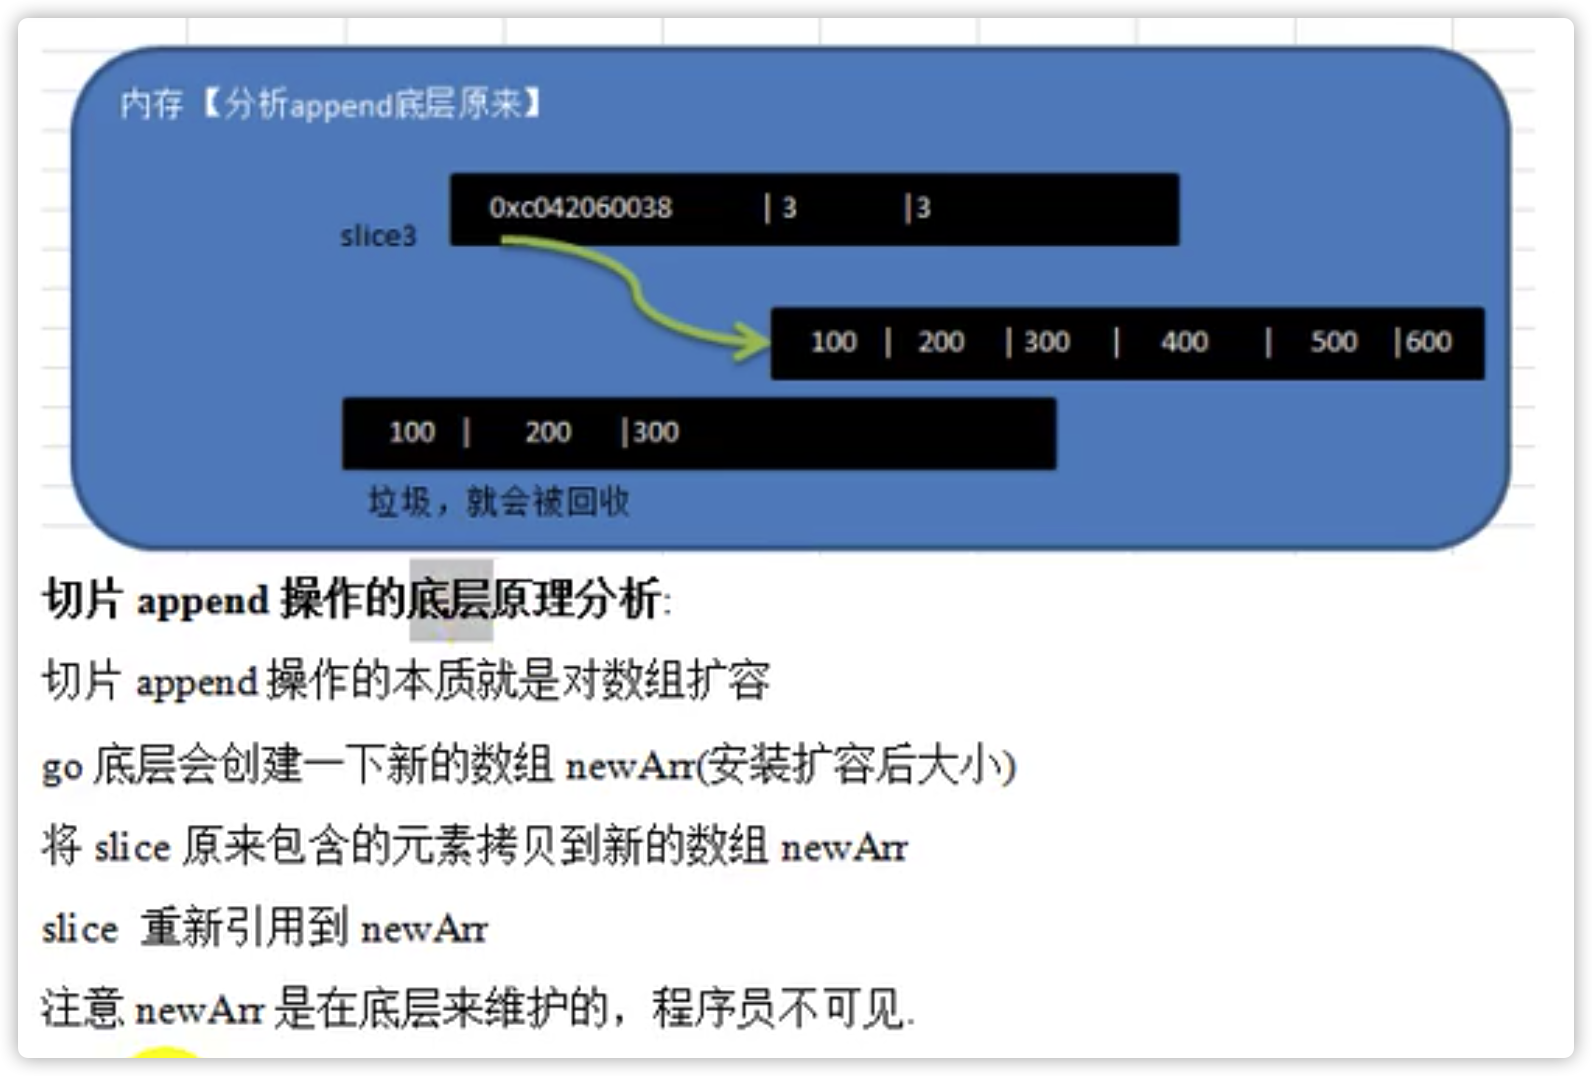 内存【分析append底层原来】
0xc042060038 | 3 |3
slice3
100 | 200 |300 | 400 | 500 |600
100 | 200 |300
垃圾，就会被回收
切片 append 操作的底层原理分析:
切片 append 操作的本质就是对数组扩容
go 底层会创建一下新的数组 newArr(安装扩容后大小)
将 slice 原来包含的元素拷贝到新的数组 newArr
slice 重新引用到 newArr
注意 newArr 是在底层来维护的，程序员不可见.